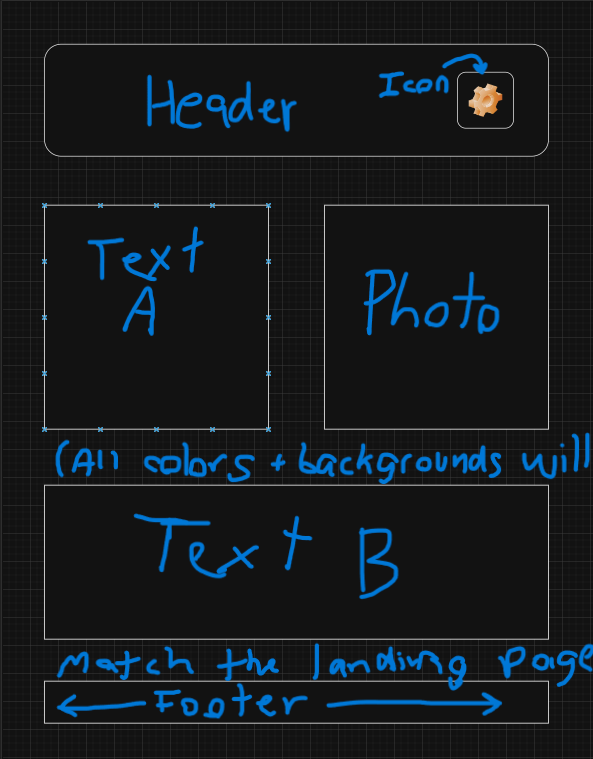 Header
Icon
Text
A
Photo
(All colors + backgrounds will
Text B
Match the landing page
Footer